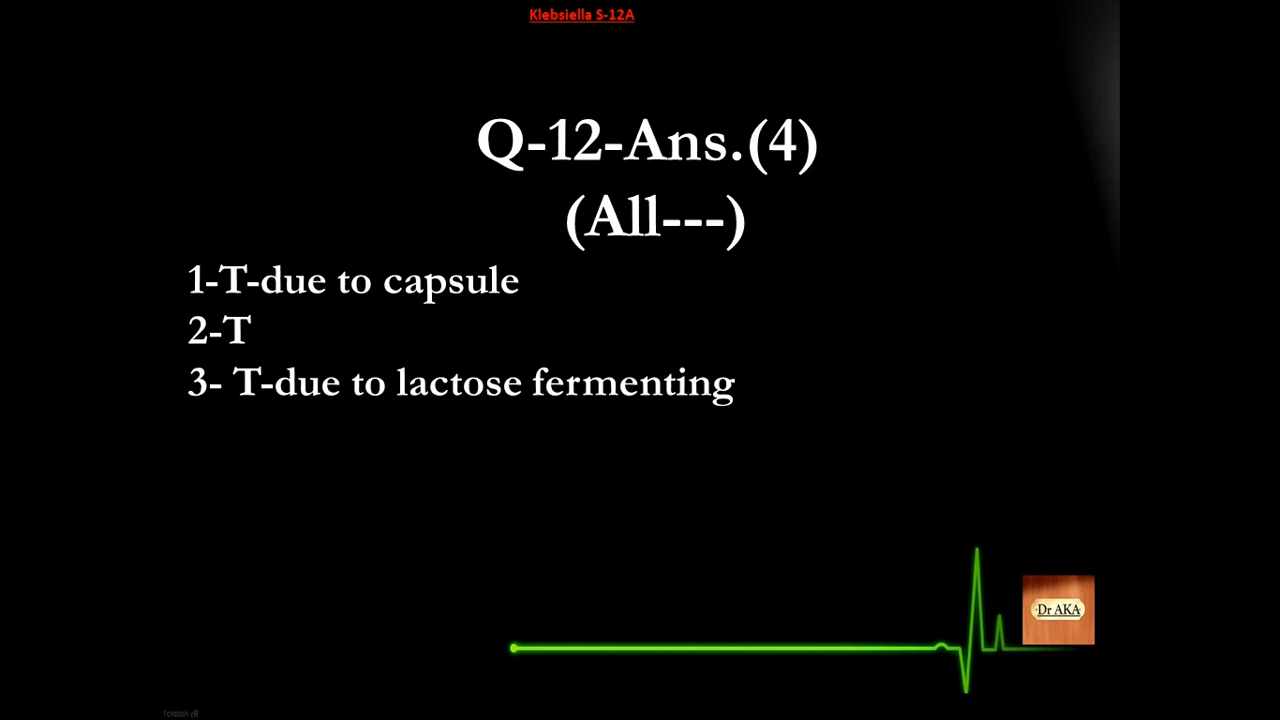 Klebsiella S-12A
Q-12-Ans.(4)
(All---)
1-T-due to capsule
2-T
3- T-due to lactose fermenting
Dr AKA